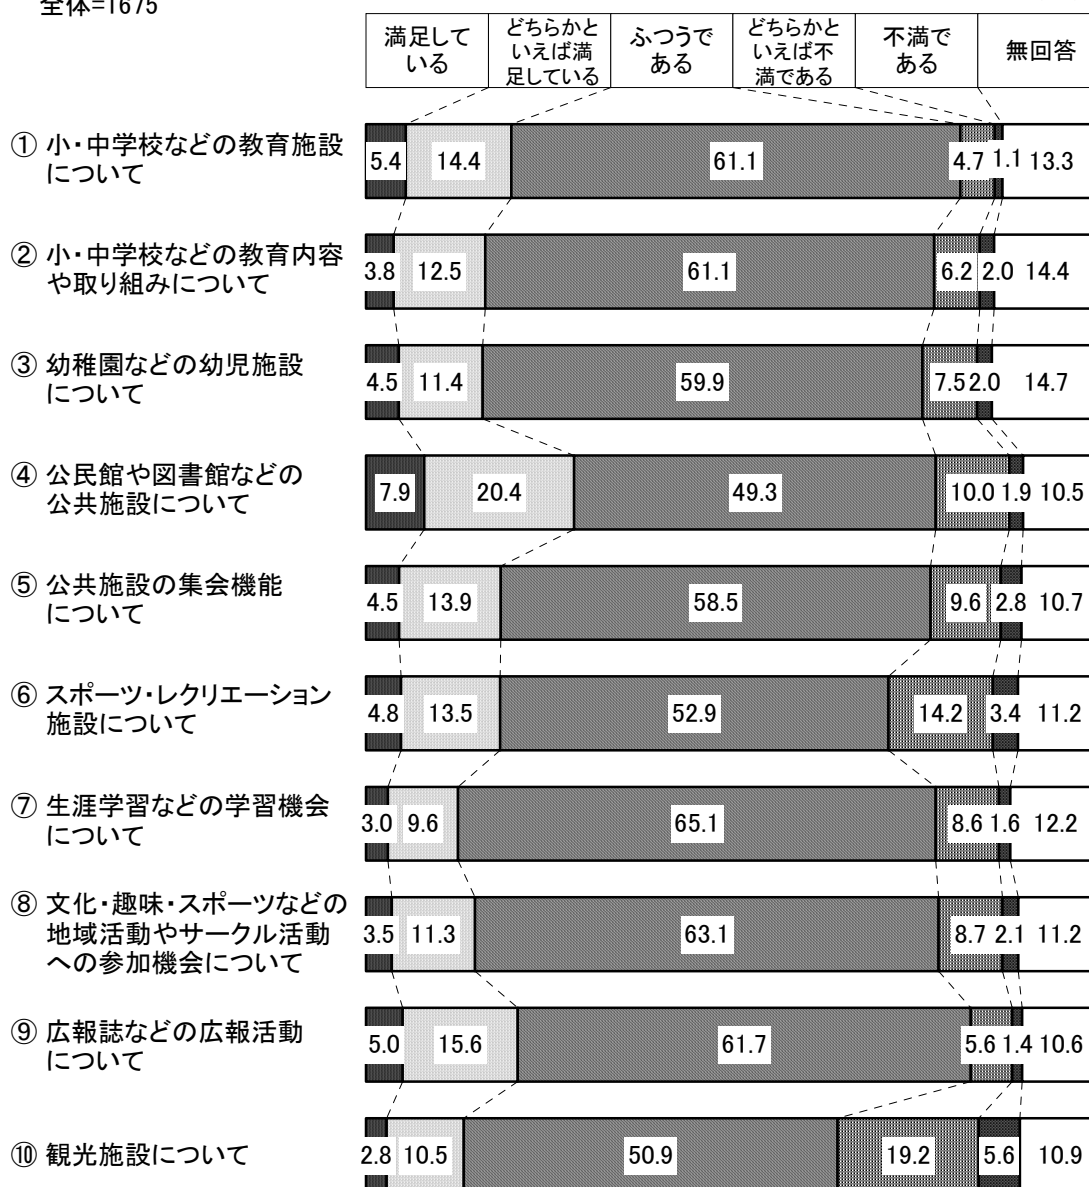 全体=1675
満足して
いる
どちらかと
いえば満
足している
ふつうで
ある
どちらかと
いえば不
満である
不満で
ある
無回答
① 小・中学校などの教育施設
について
5.4 14.4 61.1 4.7 1.1 13.3
② 小・中学校などの教育内容
や取り組みについて
3.8 12.5 61.1 6.2 2.0 14.4
③ 幼稚園などの幼児施設
について
4.5 11.4 59.9 7.5 2.0 14.7
④ 公民館や図書館などの
公共施設について
7.9 20.4 49.3 10.0 1.9 10.5
⑤ 公共施設の集会機能
について
4.5 13.9 58.5 9.6 2.8 10.7
⑥ スポーツ・レクリエーション
施設について
4.8 13.5 52.9 14.2 3.4 11.2
⑦ 生涯学習などの学習機会
について
3.0 9.6 65.1 8.6 1.6 12.2
⑧ 文化・趣味・スポーツなどの
地域活動やサークル活動
への参加機会について
3.5 11.3 63.1 8.7 2.1 11.2
⑨ 広報誌などの広報活動
について
5.0 15.6 61.7 5.6 1.4 10.6
⑩ 観光施設について
2.8 10.5 50.9 19.2 5.6 10.9